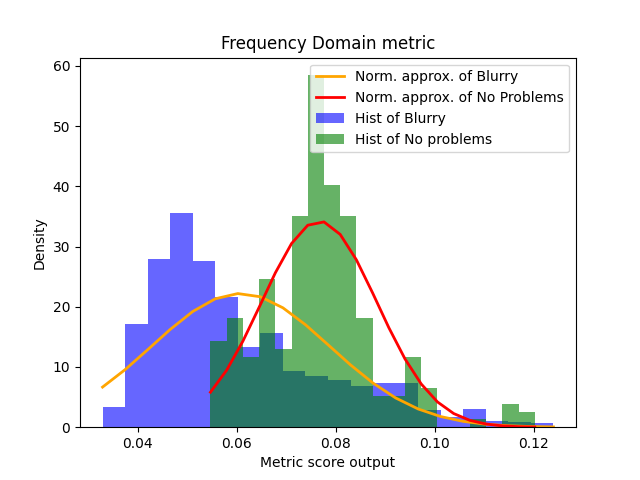 Frequency Domain metric
Norm. approx. of Blurry
Norm. approx. of No Problems
Hist of Blurry
Hist of No problems
Density
60
50
40
30
20
10
0
0.04
0.06
0.08
0.10
0.12
Metric score output